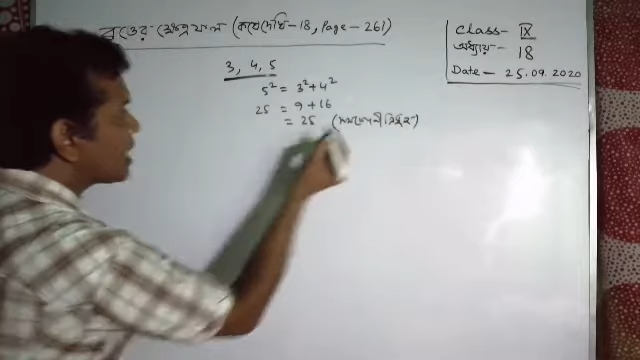 বৃত্তের ক্ষেত্রফল (কষে দেখি-18, Page-261)
Class- IX
অধ্যায়- 18
Date- 25.09.2020
3, 4, 5
5² = 3² + 4²
25 = 9 + 16
= 25 (সমকোণী ত্রিভুজ)